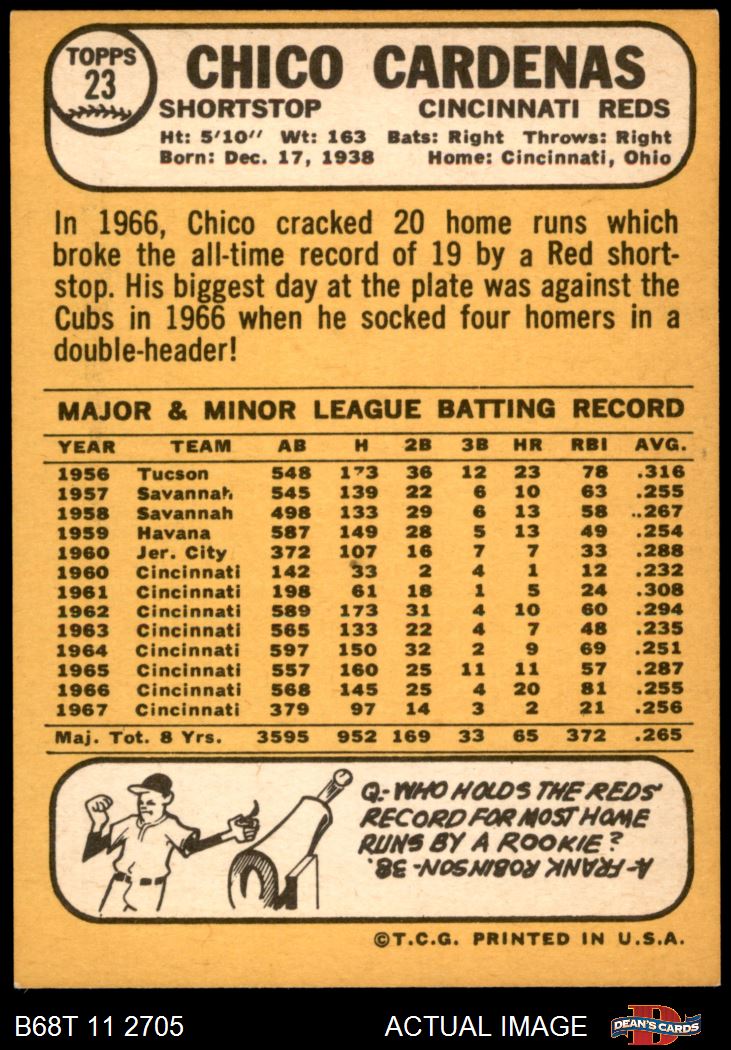 TOPPS
23
CHICO CARDENAS
SHORTSTOP CINCINNATI REDS
Ht: 5'10'' Wt: 163 Bats: Right Throws: Right
Born: Dec. 17, 1938 Home: Cincinnati, Ohio
In 1966, Chico cracked 20 home runs which
broke the all-time record of 19 by a Red short-
stop. His biggest day at the plate was against the
Cubs in 1966 when he socked four homers in a
double-header!
MAJOR & MINOR LEAGUE BATTING RECORD
YEAR TEAM AB H 2B 3B HR RBI AVG.
1956 Tucson 548 173 36 12 23 78 .316
1957 Savannah 545 139 22 6 10 63 .255
1958 Savannah 498 133 29 6 13 58 ..267
1959 Havana 587 149 28 5 13 49 .254
1960 Jer. City 372 107 16 7 7 33 .288
1960 Cincinnati 142 33 2 4 1 12 .232
1961 Cincinnati 198 61 18 1 5 24 .308
1962 Cincinnati 589 173 31 4 10 60 .294
1963 Cincinnati 565 133 22 4 7 48 .235
1964 Cincinnati 597 150 32 2 9 69 .251
1965 Cincinnati 557 160 25 11 11 57 .287
1966 Cincinnati 568 145 25 4 20 81 .255
1967 Cincinnati 379 97 14 3 2 21 .256
Maj. Tot. 8 Yrs. 3595 952 169 33 65 372 .265
Q.- WHO HOLDS THE REDS'
RECORD FOR MOST HOME
RUNS BY A ROOKIE?
A- FRANK ROBINSON- 38.
©T.C.G. PRINTED IN U.S.A.
B68T 11 2705 ACTUAL IMAGE
D
DEAN'S CARDS